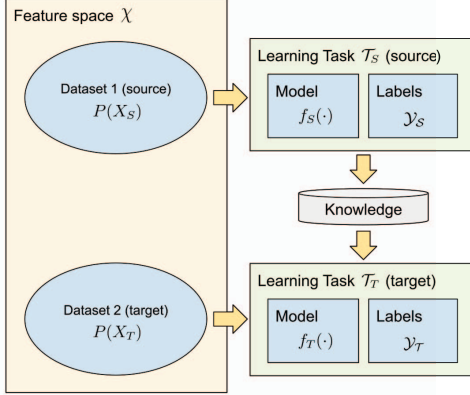 Feature space χ
Dataset 1 (source)
P(X_S)
Learning Task 𝒯_S (source)
Model
f_S(·)
Labels
𝒴_𝒮
Knowledge
Dataset 2 (target)
P(X_T)
Learning Task 𝒯_T (target)
Model
f_T(·)
Labels
𝒴_𝒯